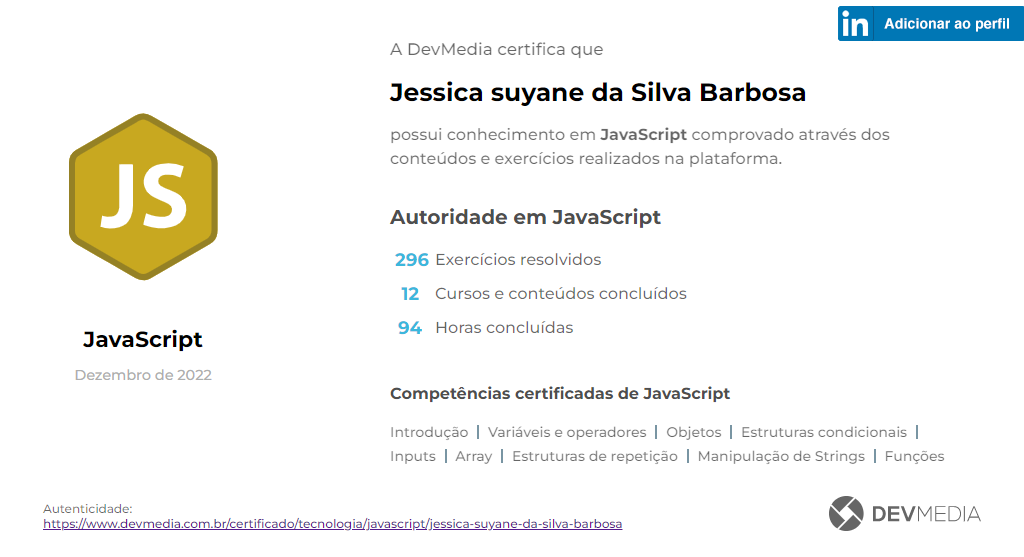 in Adicionar ao perfil
A DevMedia certifica que
Jessica suyane da Silva Barbosa
possui conhecimento em JavaScript comprovado através dos
conteúdos e exercícios realizados na plataforma.
JS
JavaScript
Dezembro de 2022
Autoridade em JavaScript
296 Exercícios resolvidos
12 Cursos e conteúdos concluídos
94 Horas concluídas
Competências certificadas de JavaScript
Introdução | Variáveis e operadores | Objetos | Estruturas condicionais |
Inputs | Array | Estruturas de repetição | Manipulação de Strings | Funções
Autenticidade:
https://www.devmedia.com.br/certificado/tecnologia/javascript/jessica-suyane-da-silva-barbosa
DEVMEDIA